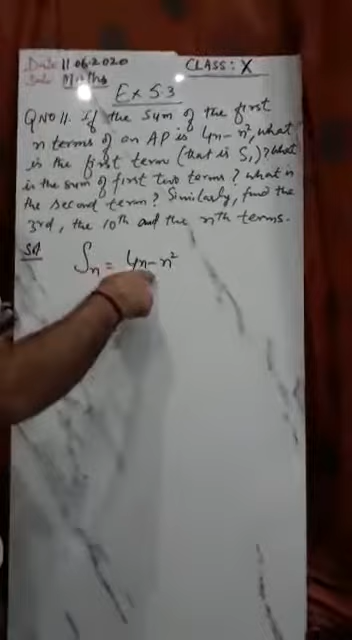 Date 11.06.2020 CLASS: X
Sub: Maths
Ex 5.3
Q NO 11. If the sum of the first
n terms of an AP is 4n-n², what
is the first term (that is S₁)? What
is the sum of first two terms? what is
the second term? Similarly, find the
3rd, the 10th and the nth terms.
Sol
Sn = 4n-n²